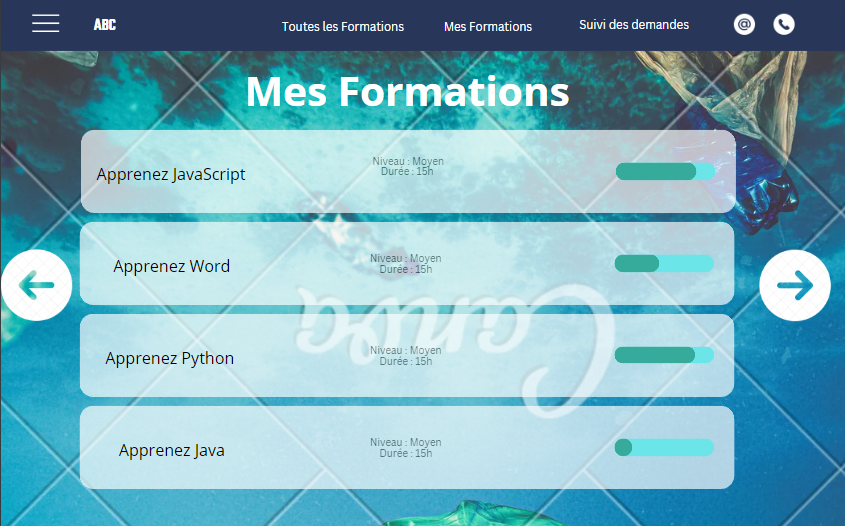 ABC
Toutes les Formations
Mes Formations
Suivi des demandes
@
Mes Formations
Apprenez JavaScript
Niveau : Moyen
Durée : 15h
Apprenez Word
Niveau : Moyen
Durée : 15h
Apprenez Python
Niveau : Moyen
Durée : 15h
Apprenez Java
Niveau : Moyen
Durée : 15h
Canva